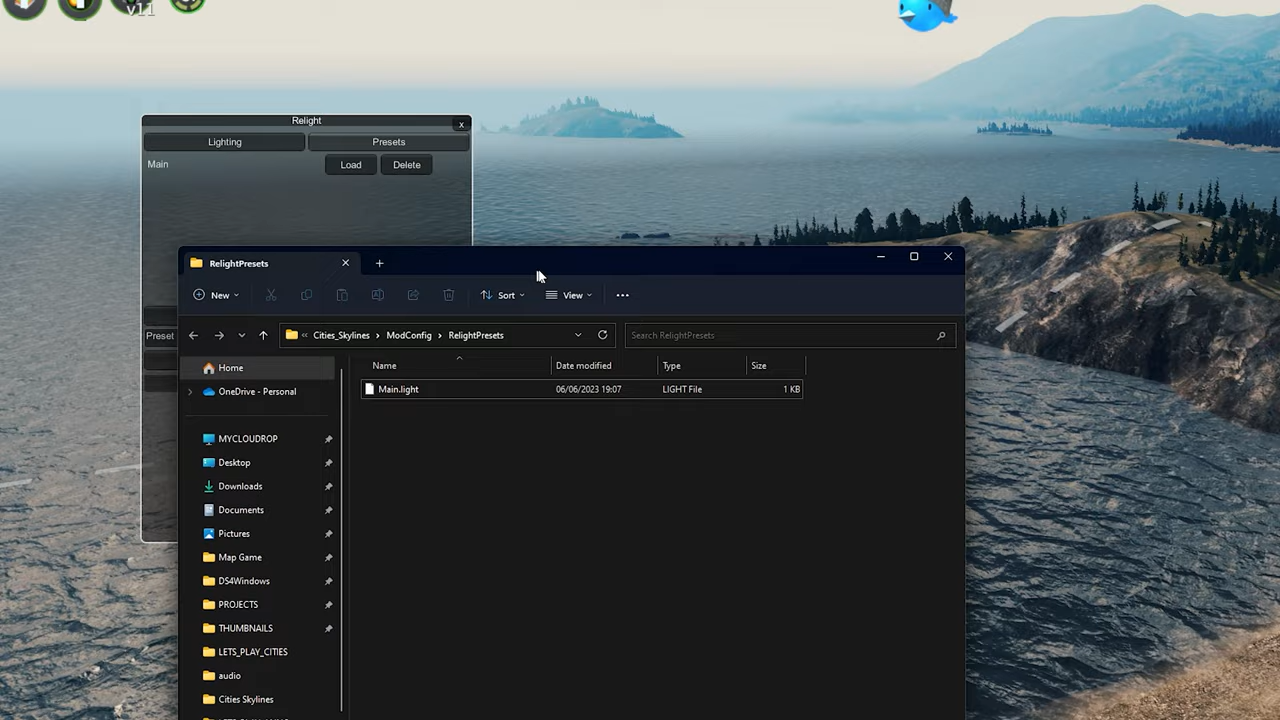 v11
Relight
x
Lighting
Presets
Main
Load
Delete
RelightPresets
New
Sort
View
Preset
Cities_Skylines
ModConfig
RelightPresets
Search RelightPresets
Name
Date modified
Type
Size
Main.light
06/06/2023 19:07
LIGHT File
1 KB
Home
OneDrive - Personal
MYCLOUDROP
Desktop
Downloads
Documents
Pictures
Map Game
DS4Windows
PROJECTS
THUMBNAILS
LETS_PLAY_CITIES
audio
Cities Skylines